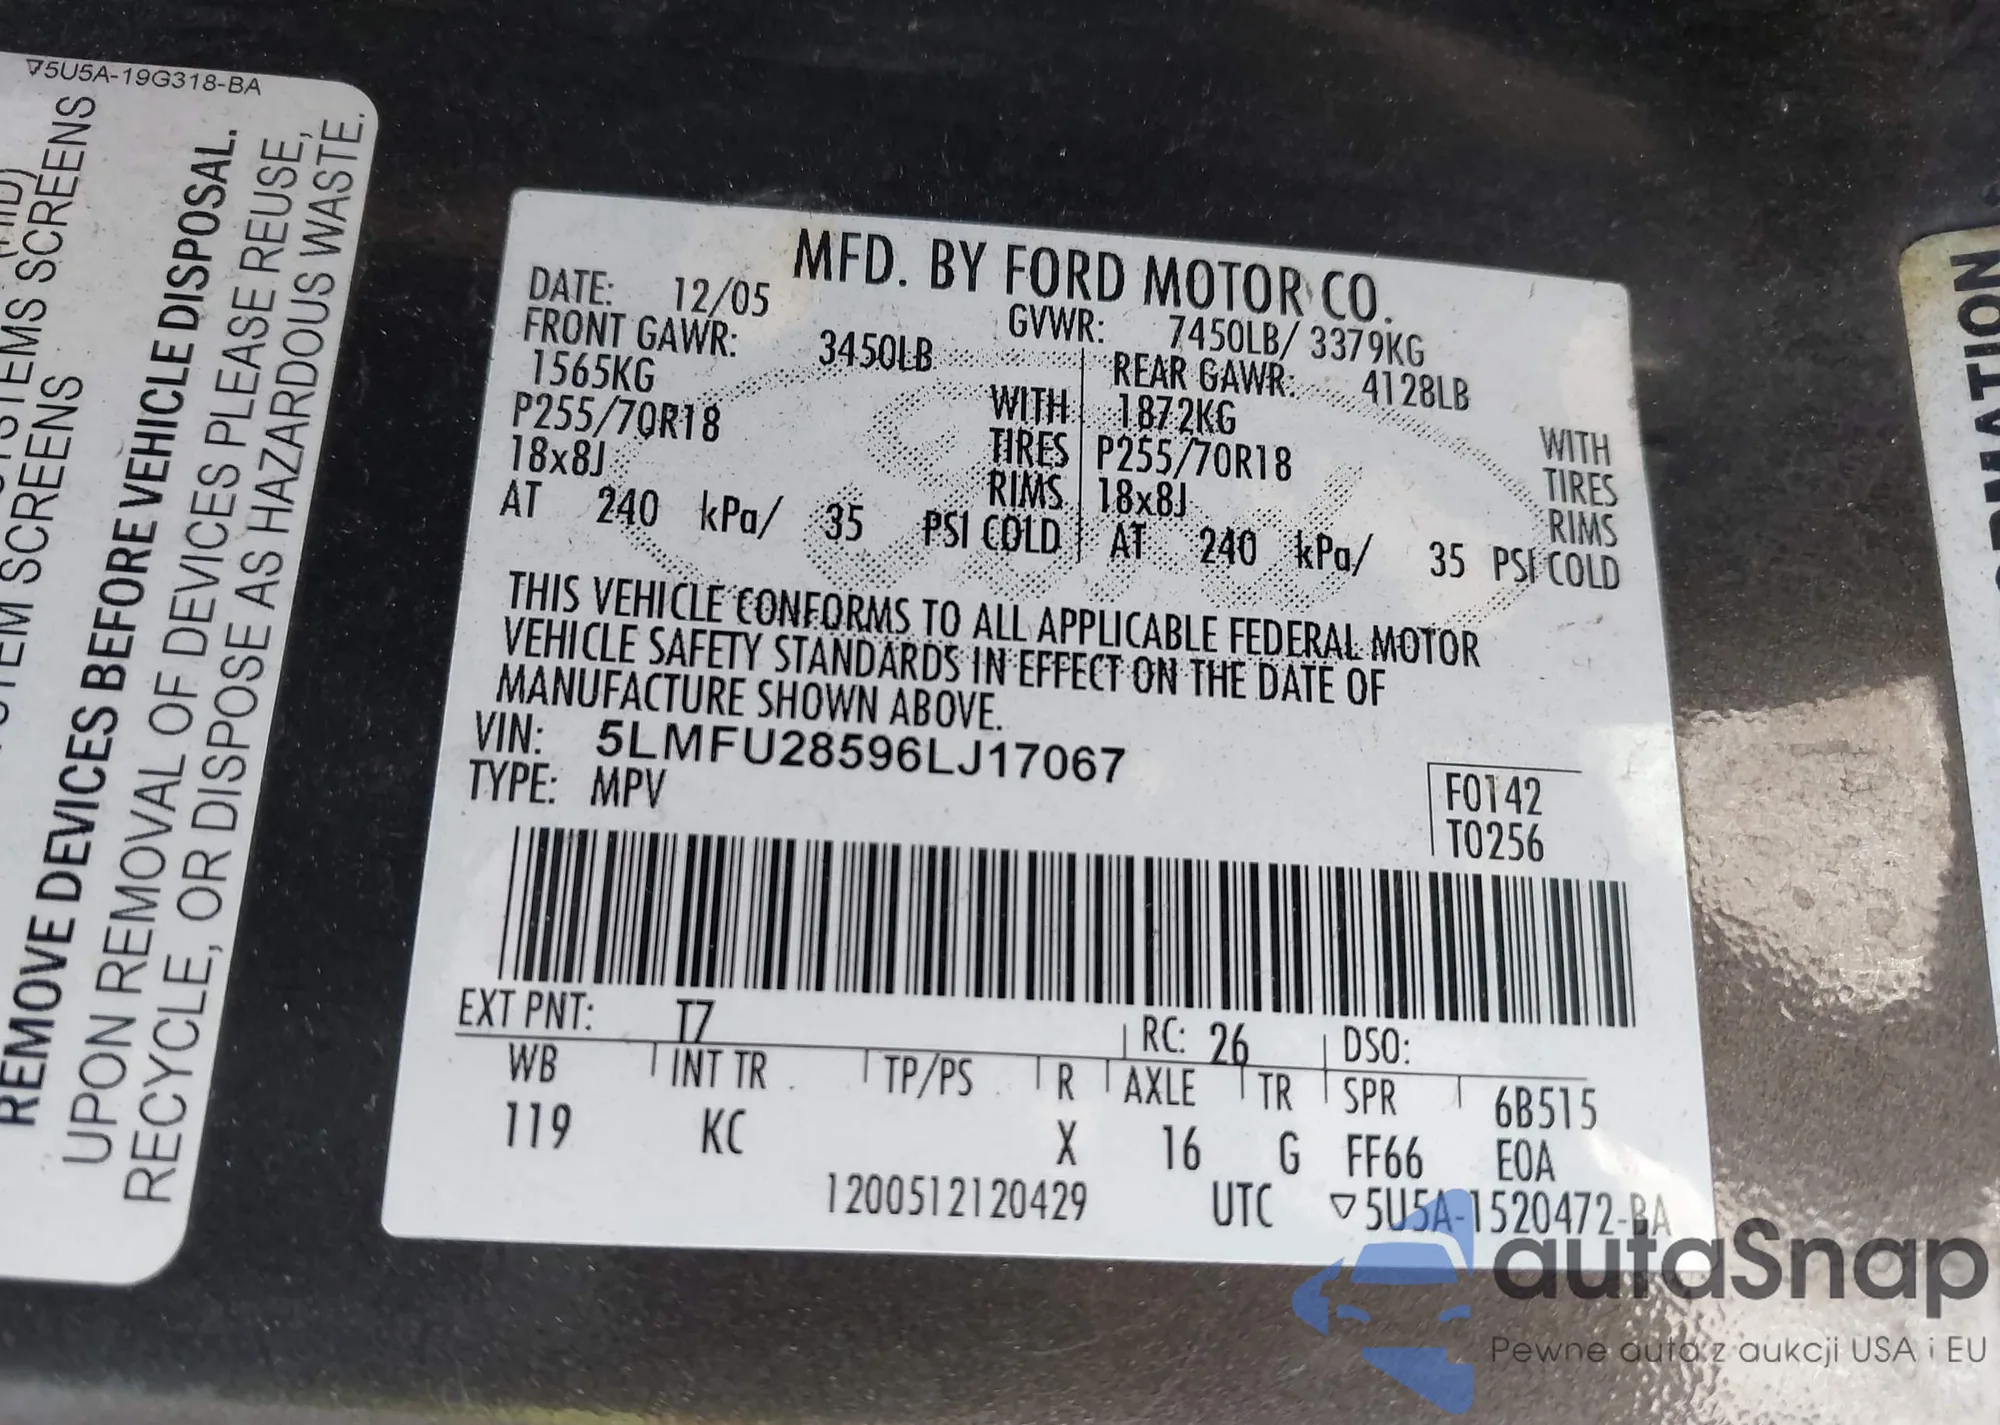 ▽5U5A-19G318-BA
SYSTEMS SCREENS
SYSTEM SCREENS
REMOVE DEVICES BEFORE VEHICLE DISPOSAL.
UPON REMOVAL OF DEVICES PLEASE REUSE,
RECYCLE, OR DISPOSE AS HAZARDOUS WASTE.
MFD. BY FORD MOTOR CO.
DATE: 12/05 GVWR: 7450LB/ 3379KG
FRONT GAWR: 3450LB REAR GAWR: 4128LB
1565KG WITH 1872KG WITH
P255/70R18 TIRES P255/70R18 TIRES
18x8J RIMS 18x8J RIMS
AT 240 kPa/ 35 PSI COLD AT 240 kPa/ 35 PSI COLD
THIS VEHICLE CONFORMS TO ALL APPLICABLE FEDERAL MOTOR
VEHICLE SAFETY STANDARDS IN EFFECT ON THE DATE OF
MANUFACTURE SHOWN ABOVE.
VIN: 5LMFU28596LJ17067
TYPE: MPV
F0142
T0256
EXT PNT: T7 RC: 26 DSO:
WB INT TR TP/PS R AXLE TR SPR 6B515
119 KC X 16 G FF66 E0A
1200512120429 UTC ▽5U5A-1520472-BA
autaSnap
Pewne auta z aukcji USA i EU